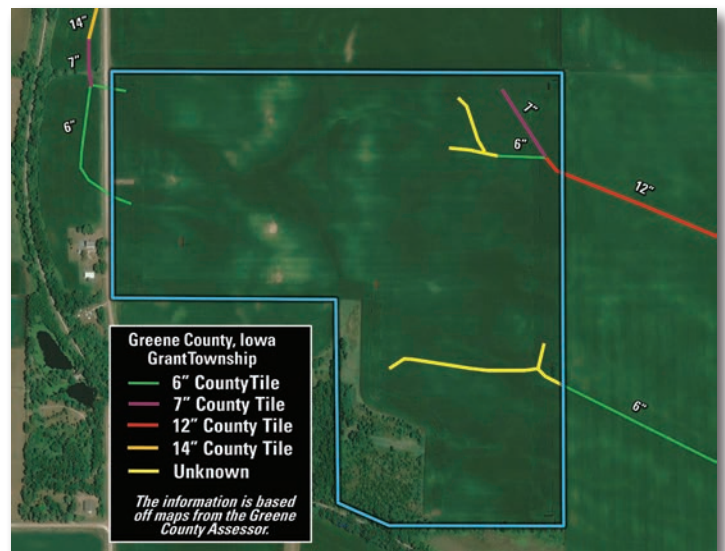 14"
7"
6"
7"
6"
12"
6"
Greene County, Iowa
GrantTownship
6" CountyTile
7" County Tile
12" County Tile
14" County Tile
Unknown
The information is based
off maps from the Greene
County Assessor.